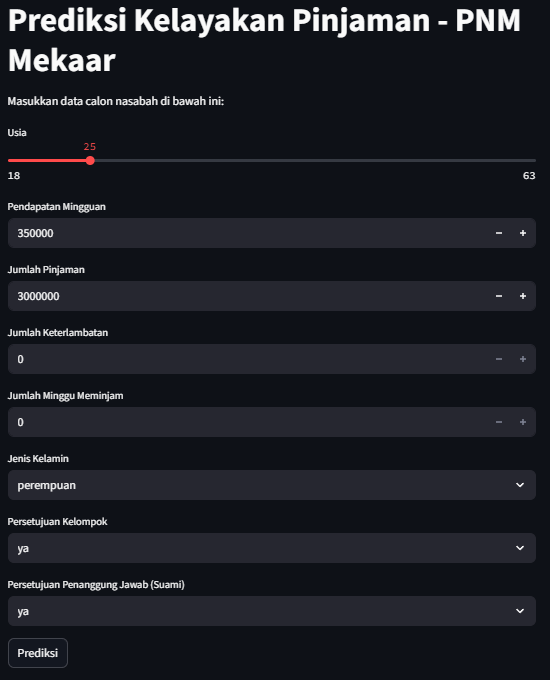 Prediksi Kelayakan Pinjaman - PNM
Mekaar
Masukkan data calon nasabah di bawah ini:
Usia
25
18 63
Pendapatan Mingguan
350000 − +
Jumlah Pinjaman
3000000 − +
Jumlah Keterlambatan
0 − +
Jumlah Minggu Meminjam
0 − +
Jenis Kelamin
perempuan
Persetujuan Kelompok
ya
Persetujuan Penanggung Jawab (Suami)
ya
Prediksi